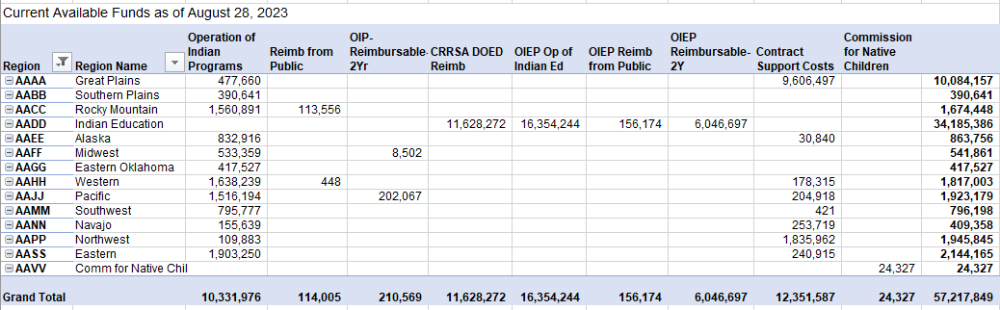 Current Available Funds as of August 28, 2023
Region Region Name Operation of Indian Programs Reimb from Public OIP-Reimbursable-2Yr CRRSA DOED Reimb OIEP Op of Indian Ed OIEP Reimb from Public OIEP Reimbursable-2Y Contract Support Costs Commission for Native Children
AAAA Great Plains 477,660 9,606,497 10,084,157
AABB Southern Plains 390,641 390,641
AACC Rocky Mountain 1,560,891 113,556 1,674,448
AADD Indian Education 11,628,272 16,354,244 156,174 6,046,697 34,185,386
AAEE Alaska 832,916 30,840 863,756
AAFF Midwest 533,359 8,502 541,861
AAGG Eastern Oklahoma 417,527 417,527
AAHH Western 1,638,239 448 178,315 1,817,003
AAJJ Pacific 1,516,194 202,067 204,918 1,923,179
AAMM Southwest 795,777 421 796,198
AANN Navajo 155,639 253,719 409,358
AAPP Northwest 109,883 1,835,962 1,945,845
AASS Eastern 1,903,250 240,915 2,144,165
AAVV Comm for Native Chil 24,327 24,327
Grand Total 10,331,976 114,005 210,569 11,628,272 16,354,244 156,174 6,046,697 12,351,587 24,327 57,217,849